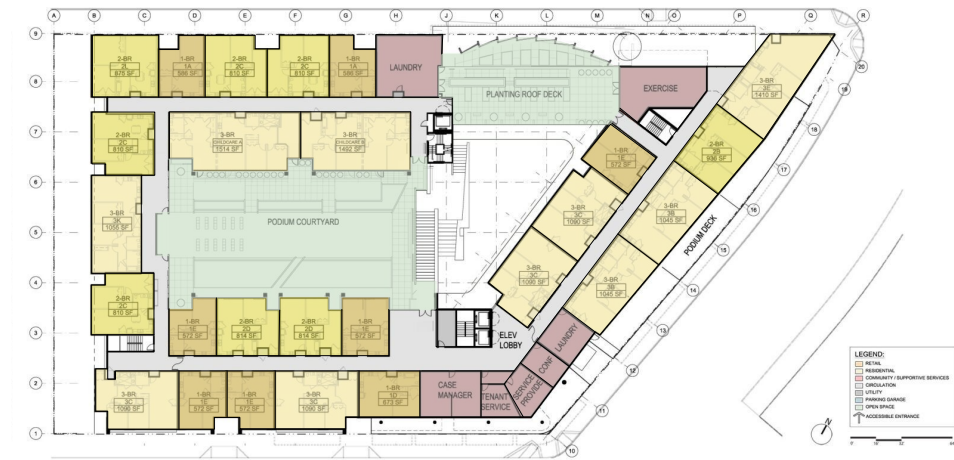 A B C D E F G H J K L M N O P Q R
9
2-BR
2L
876 SF
1-BR
1A
586 SF
2-BR
2C
810 SF
2-BR
2C
810 SF
1-BR
1A
586 SF
LAUNDRY
PLANTING ROOF DECK
EXERCISE
3-BR
3E
1410 SF
20
19
8
18
7
2-BR
2C
810 SF
3-BR
CHILDCARE A
1514 SF
3-BR
CHILDCARE B
1492 SF
1-BR
1E
572 SF
2-BR
2B
936 SF
17
6
3-BR
3K
1055 SF
PODIUM COURTYARD
3-BR
3C
1090 SF
3-BR
3B
1045 SF
16
5
PODIUM DECK
15
4
2-BR
2C
810 SF
3-BR
3C
1090 SF
3-BR
3B
1045 SF
14
3
1-BR
1E
572 SF
2-BR
2D
814 SF
2-BR
2D
814 SF
1-BR
1E
572 SF
ELEV
LOBBY
LAUNDRY
13
2
3-BR
3C
1090 SF
1-BR
1E
572 SF
1-BR
1E
572 SF
3-BR
3C
1090 SF
1-BR
1D
673 SF
CASE
MANAGER
TENANT
SERVICE
SERVICE
PROVIDE
CONF
12
11
1
10
LEGEND:
RETAIL
RESIDENTIAL
COMMUNITY / SUPPORTIVE SERVICES
CIRCULATION
UTILITY
PARKING GARAGE
OPEN SPACE
ACCESSIBLE ENTRANCE
N